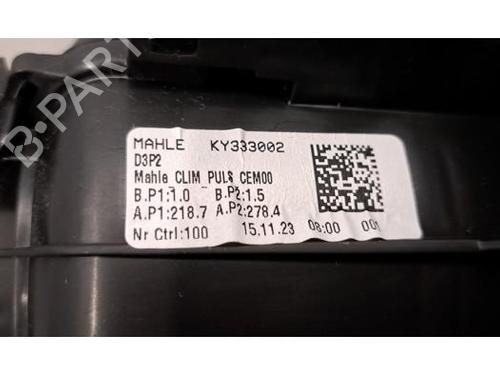 B-PARTS
MAHLE KY333002
D3P2
Mahle CLIM PULS CEM00
B.P1:1.0 B.P2:1.5
A.P1:218.7 A.P2:278.4
Nr Ctrl:100 15.11.23 08:00 001